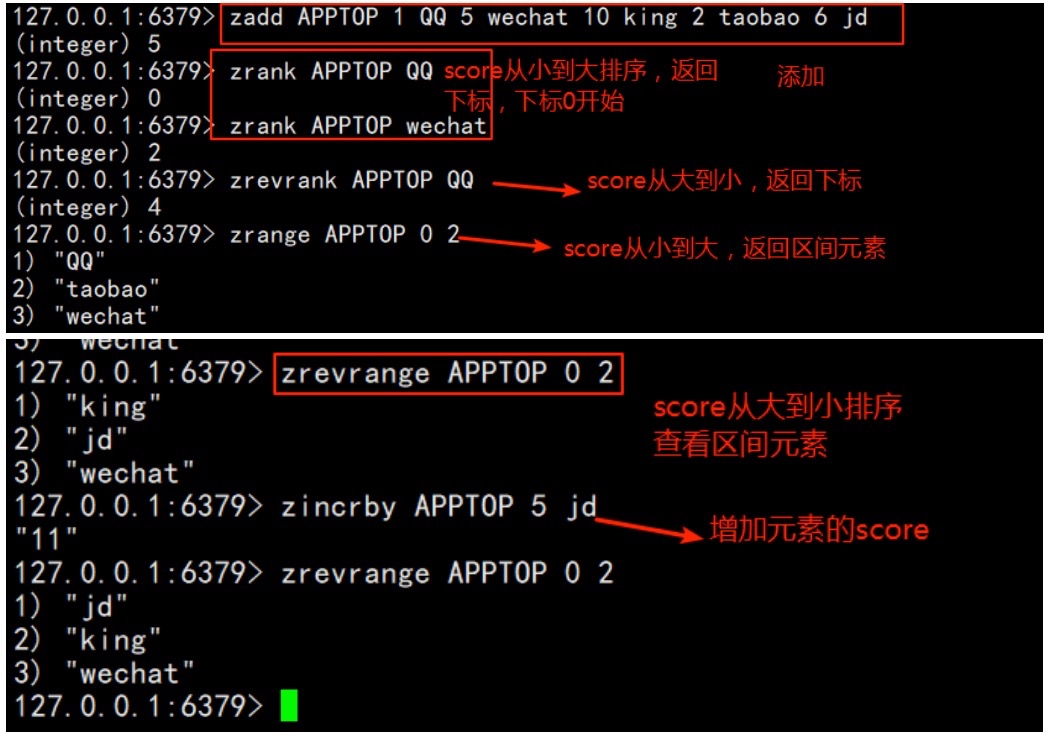 127.0.0.1:6379> zadd APPTOP 1 QQ 5 wechat 10 king 2 taobao 6 jd
(integer) 5
127.0.0.1:6379> zrank APPTOP QQ score从小到大排序，返回 添加
(integer) 0 下标，下标0开始
127.0.0.1:6379> zrank APPTOP wechat
(integer) 2
127.0.0.1:6379> zrevrank APPTOP QQ score从大到小，返回下标
(integer) 4
127.0.0.1:6379> zrange APPTOP 0 2 score从小到大，返回区间元素
1) "QQ"
2) "taobao"
3) "wechat"
3) "wechat"
127.0.0.1:6379> zrevrange APPTOP 0 2
1) "king" score从大到小排序
2) "jd" 查看区间元素
3) "wechat"
127.0.0.1:6379> zincrby APPTOP 5 jd
"11" 增加元素的score
127.0.0.1:6379> zrevrange APPTOP 0 2
1) "jd"
2) "king"
3) "wechat"
127.0.0.1:6379>